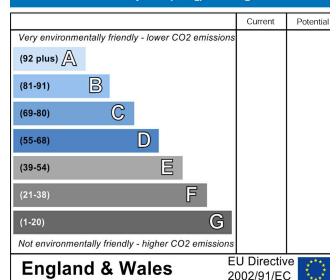 Current Potential
Very environmentally friendly - lower CO2 emissions
(92 plus) A
(81-91) B
(69-80) C
(55-68) D
(39-54) E
(21-38) F
(1-20) G
Not environmentally friendly - higher CO2 emissions
England & Wales
EU Directive
2002/91/EC